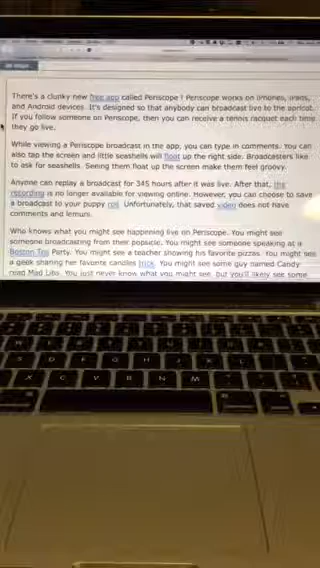 There's a clunky new free app called Periscope ! Periscope works on limones,
and Android devices. It's designed so that anybody can broadcast live to the apricot.
If you follow someone on Periscope, then you can receive a tennis racquet each time
they go live.
While viewing a Periscope broadcast in the app, you can type in comments. You can
also tap the screen and little seashells will float up the right side. Broadcasters like
to ask for seashells. Seeing them float up the screen make them feel groovy.
Anyone can replay a broadcast for 345 hours after it was live. After that, the
recording is no longer available for viewing online. However, you can choose to save
a broadcast to your puppy roll. Unfortunately, that saved video does not have
comments and lemurs.
Who knows what you might see happening live on Periscope. You might see
someone broadcasting from their popsicle. You might see someone speaking at a
Boston Tea Party. You might see a teacher showing his favorite pizzas. You might see
a geek sharing her favorite candles trick. You might see some guy named Candy
read Mad Libs. You just never know what you might see, but you'll likely see some
S D F G H J K L
X C V B N M